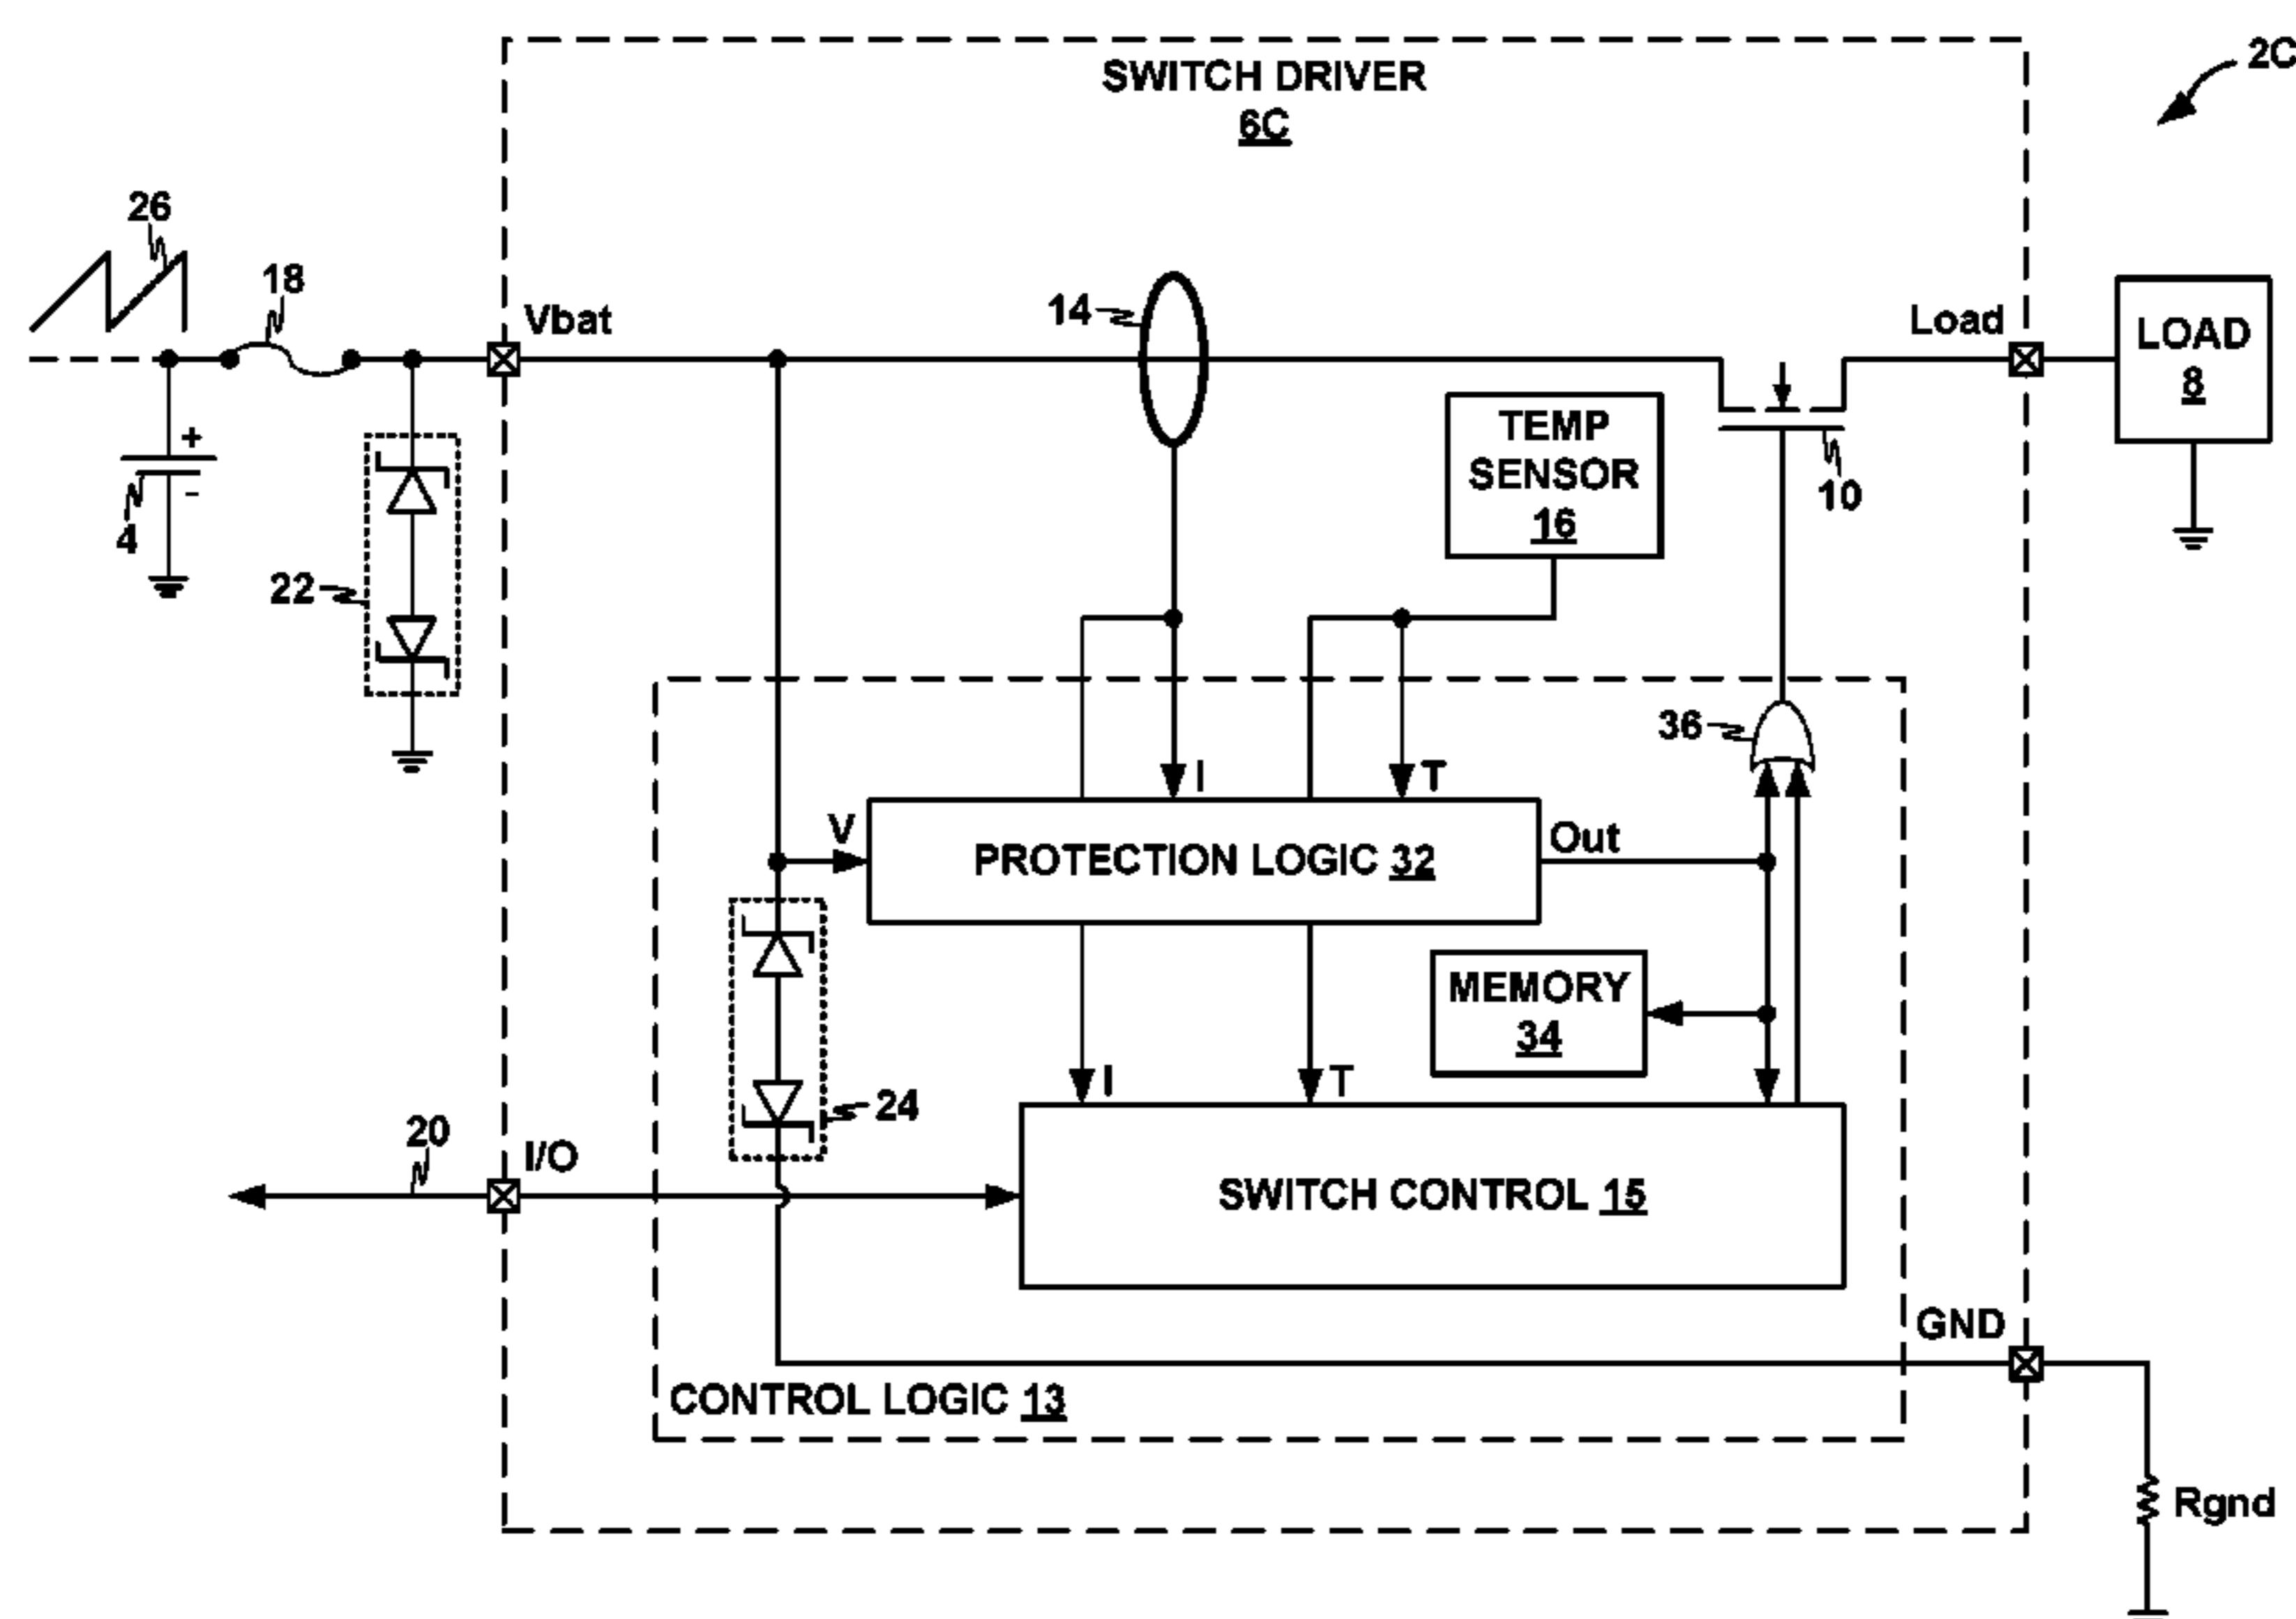 SWITCH DRIVER
6C
2C
26
18
Vbat
14
Load
LOAD
8
TEMP
SENSOR
16
10
+
-
4
22
36
I
T
V
PROTECTION LOGIC 32
Out
MEMORY
34
I
T
24
20
I/O
SWITCH CONTROL 15
GND
CONTROL LOGIC 13
Rgnd